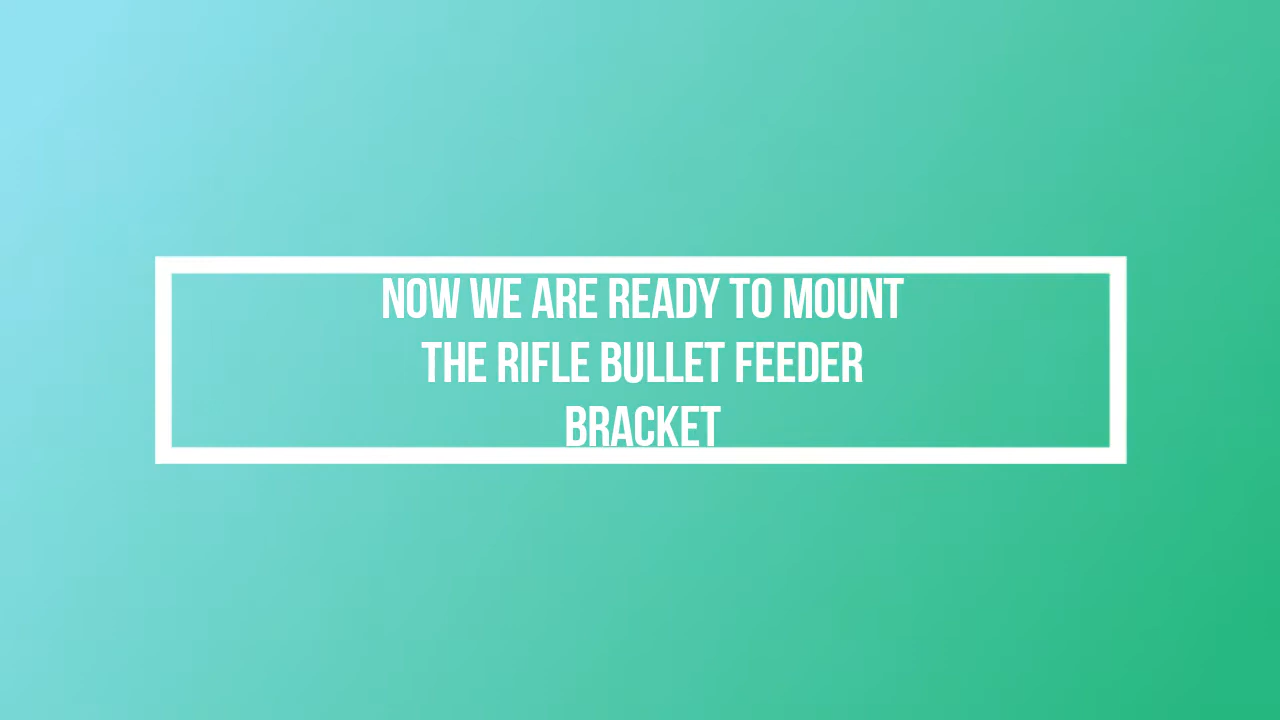 NOW WE ARE READY TO MOUNT
THE RIFLE BULLET FEEDER
BRACKET